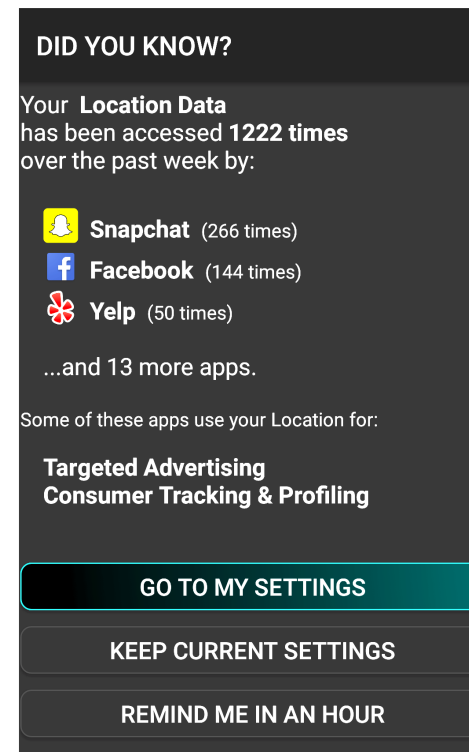 DID YOU KNOW?
Your Location Data
has been accessed 1222 times
over the past week by:
Snapchat (266 times)
Facebook (144 times)
Yelp (50 times)
...and 13 more apps.
Some of these apps use your Location for:
Targeted Advertising
Consumer Tracking & Profiling
GO TO MY SETTINGS
KEEP CURRENT SETTINGS
REMIND ME IN AN HOUR